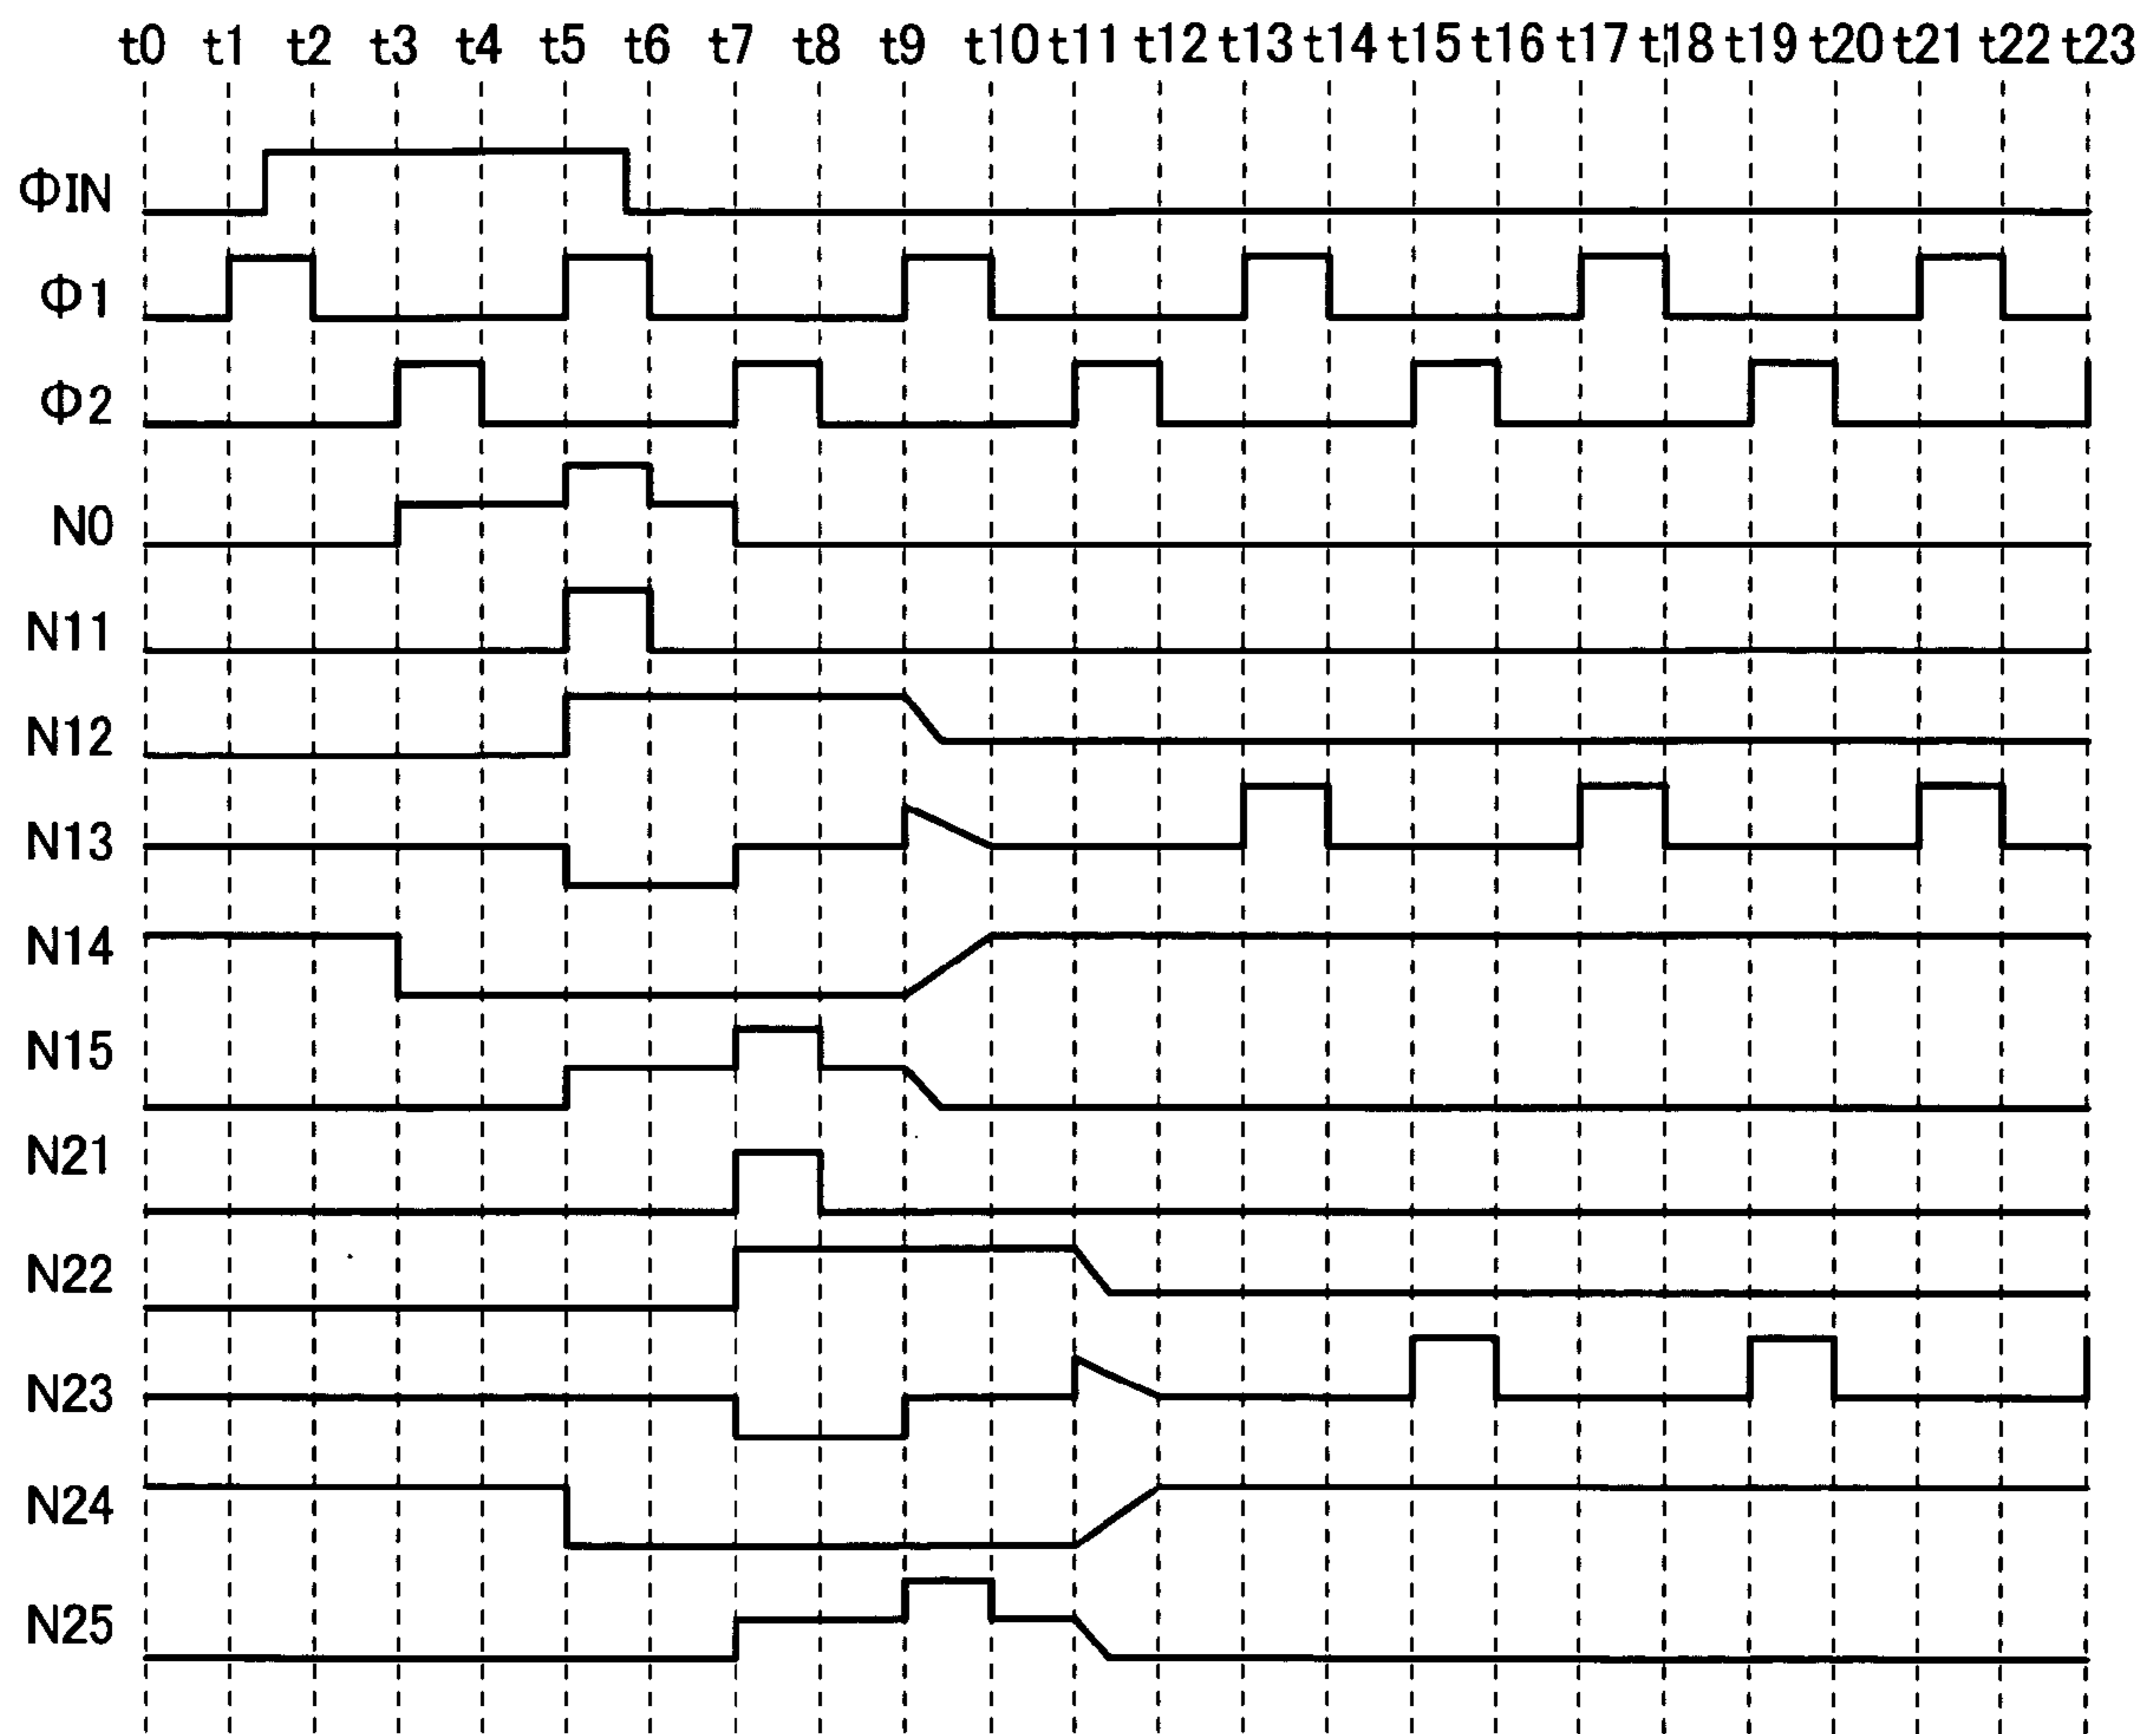 t0 t1 t2 t3 t4 t5 t6 t7 t8 t9 t10 t11 t12 t13 t14 t15 t16 t17 t18 t19 t20 t21 t22 t23
ΦIN
Φ1
Φ2
N0
N11
N12
N13
N14
N15
N21
N22
N23
N24
N25